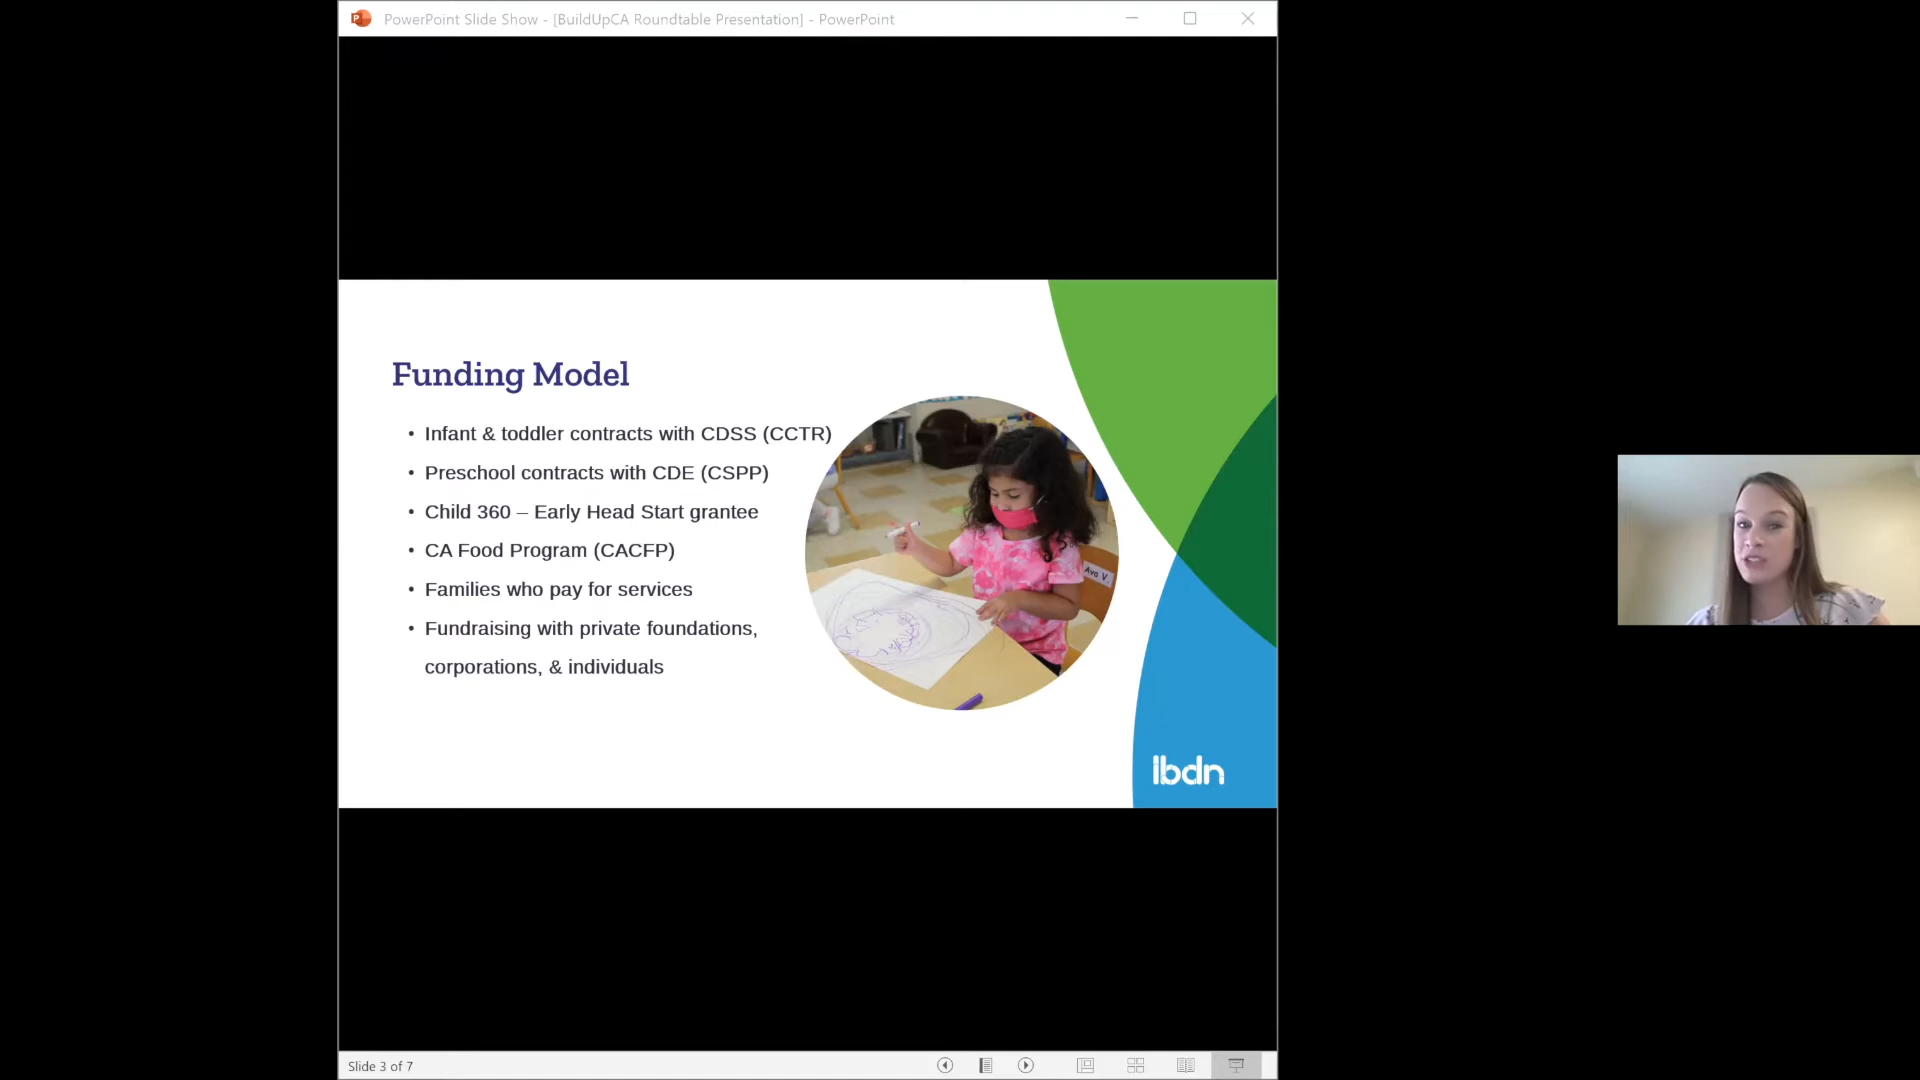 PowerPoint Slide Show - [BuildUpCA Roundtable Presentation] - PowerPoint
Funding Model
• Infant & toddler contracts with CDSS (CCTR)
• Preschool contracts with CDE (CSPP)
• Child 360 – Early Head Start grantee
• CA Food Program (CACFP)
• Families who pay for services
• Fundraising with private foundations,
corporations, & individuals
Ava V.
lbdn
Slide 3 of 7